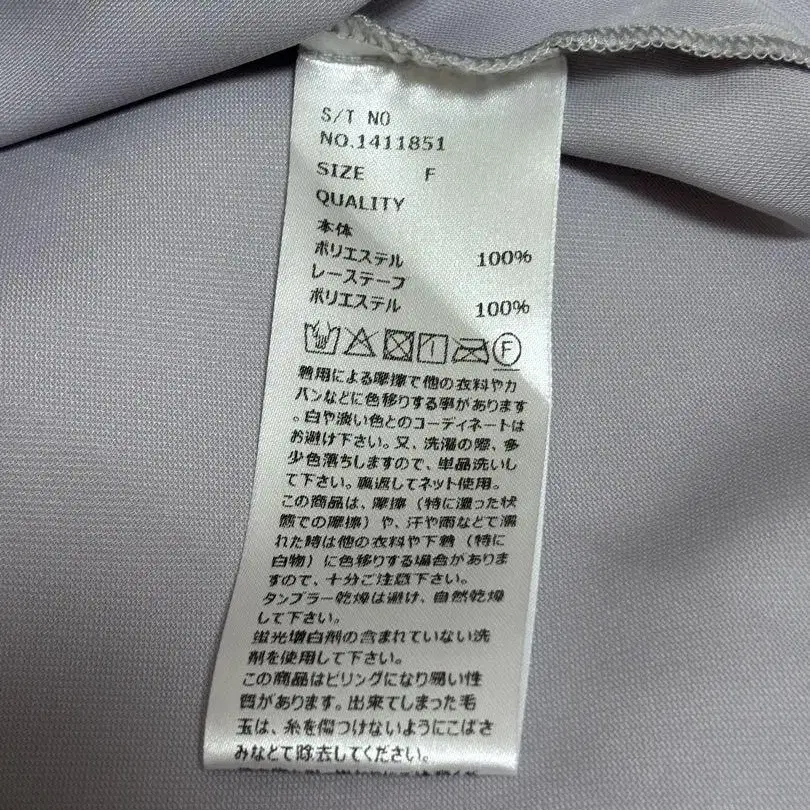 S/T NO
NO.1411851
SIZE F
QUALITY
本体
ポリエステル 100%
レーステープ
ポリエステル 100%
F
着用による摩擦で他の衣料やカ
バンなどに色移りする事があります
。白や淡い色とのコーディネートは
お避け下さい。又、洗濯の際、多
少色落ちしますので、単品洗いし
て下さい。裏返してネット使用。
この商品は、摩擦（特に湿った状
態での摩擦）や、汗や雨などで濡
れた時は他の衣料や下着（特に
白物）に色移りする場合がありま
すので、十分ご注意下さい。
タンブラー乾燥は避け、自然乾燥
して下さい。
蛍光増白剤の含まれていない洗
剤を使用して下さい。
この商品はピリングになり易い性
質があります。出来てしまった毛
玉は、糸を傷つけないようにこばさ
みなどで除去してください。